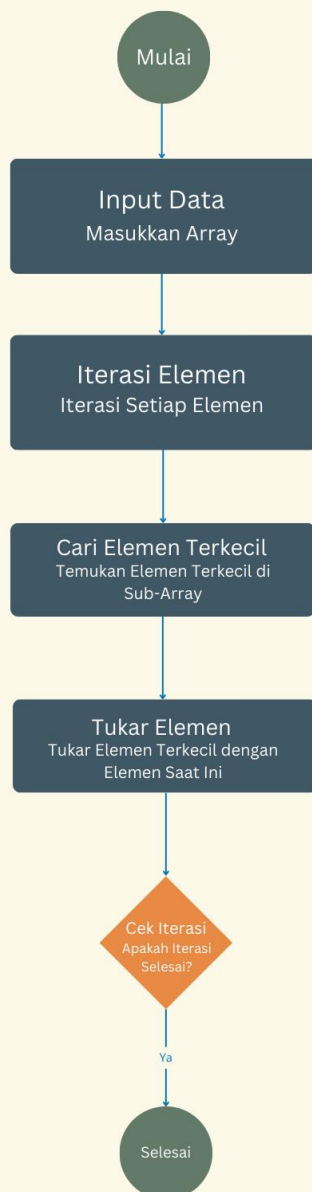 Mulai
Input Data
Masukkan Array
Iterasi Elemen
Iterasi Setiap Elemen
Cari Elemen Terkecil
Temukan Elemen Terkecil di
Sub-Array
Tukar Elemen
Tukar Elemen Terkecil dengan
Elemen Saat Ini
Cek Iterasi
Apakah Iterasi
Selesai?
Ya
Selesai